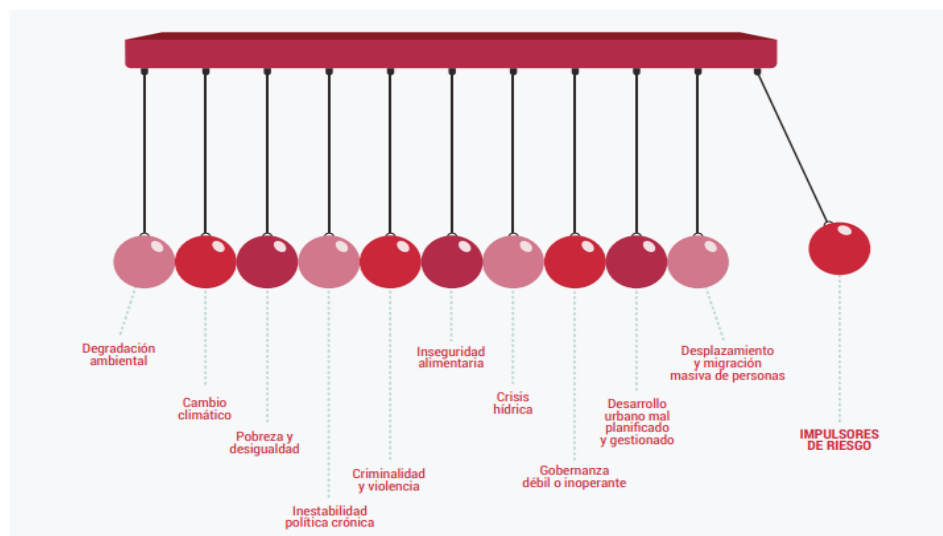 Degradación
ambiental
Cambio
climático
Pobreza y
desigualdad
Inestabilidad
política crónica
Criminalidad
y violencia
Inseguridad
alimentaria
Crisis
hídrica
Gobernanza
débil o inoperante
Desarrollo
urbano mal
planificado
y gestionado
Desplazamiento
y migración
masiva de personas
IMPULSORES
DE RIESGO